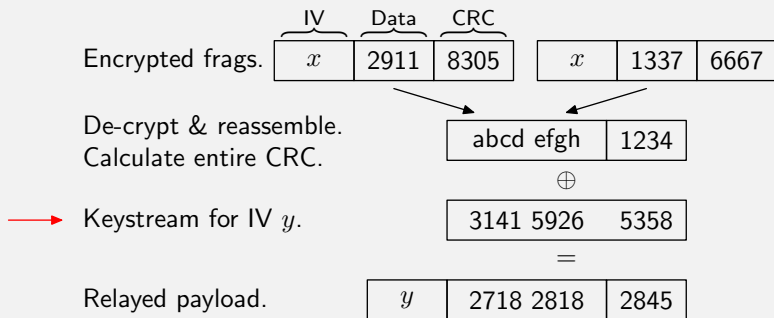 IV Data CRC
Encrypted frags. x 2911 8305 x 1337 6667
De-crypt & reassemble.
Calculate entire CRC. abcd efgh 1234
⊕
Keystream for IV y. 3141 5926 5358
=
Relayed payload. y 2718 2818 2845